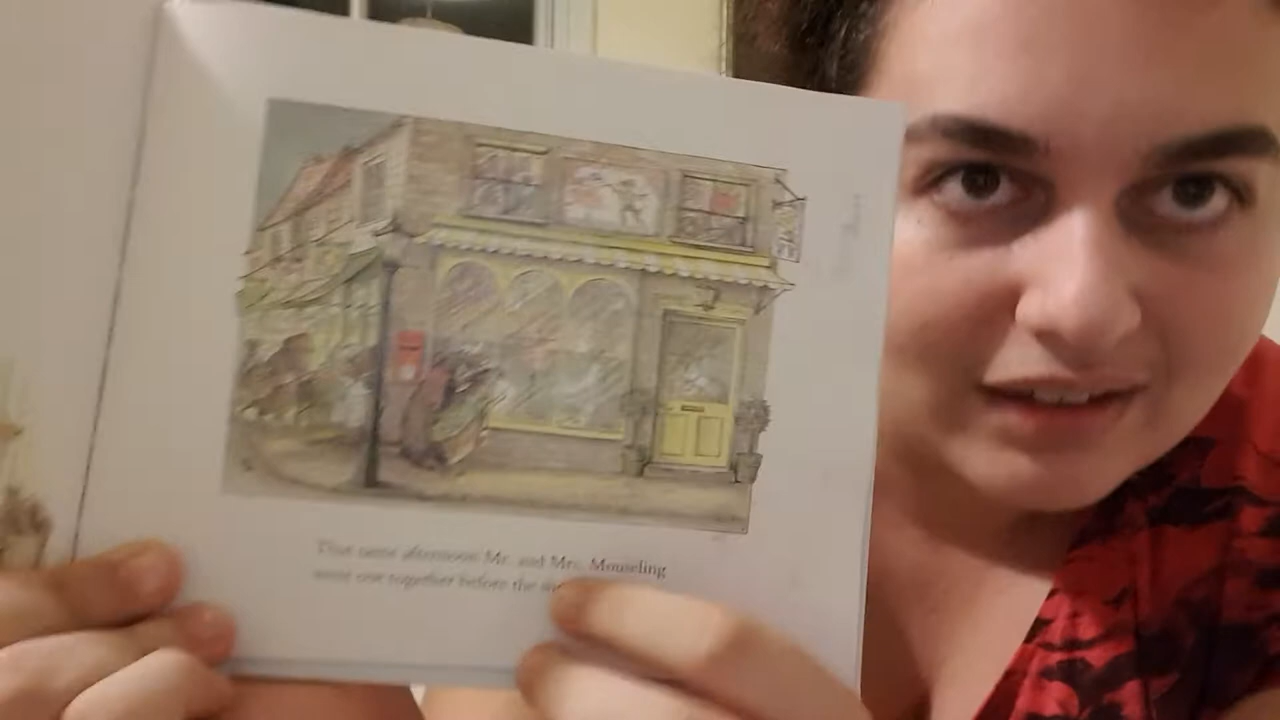 That same afternoon Mr. and Mrs. Mouseling
went out together before the